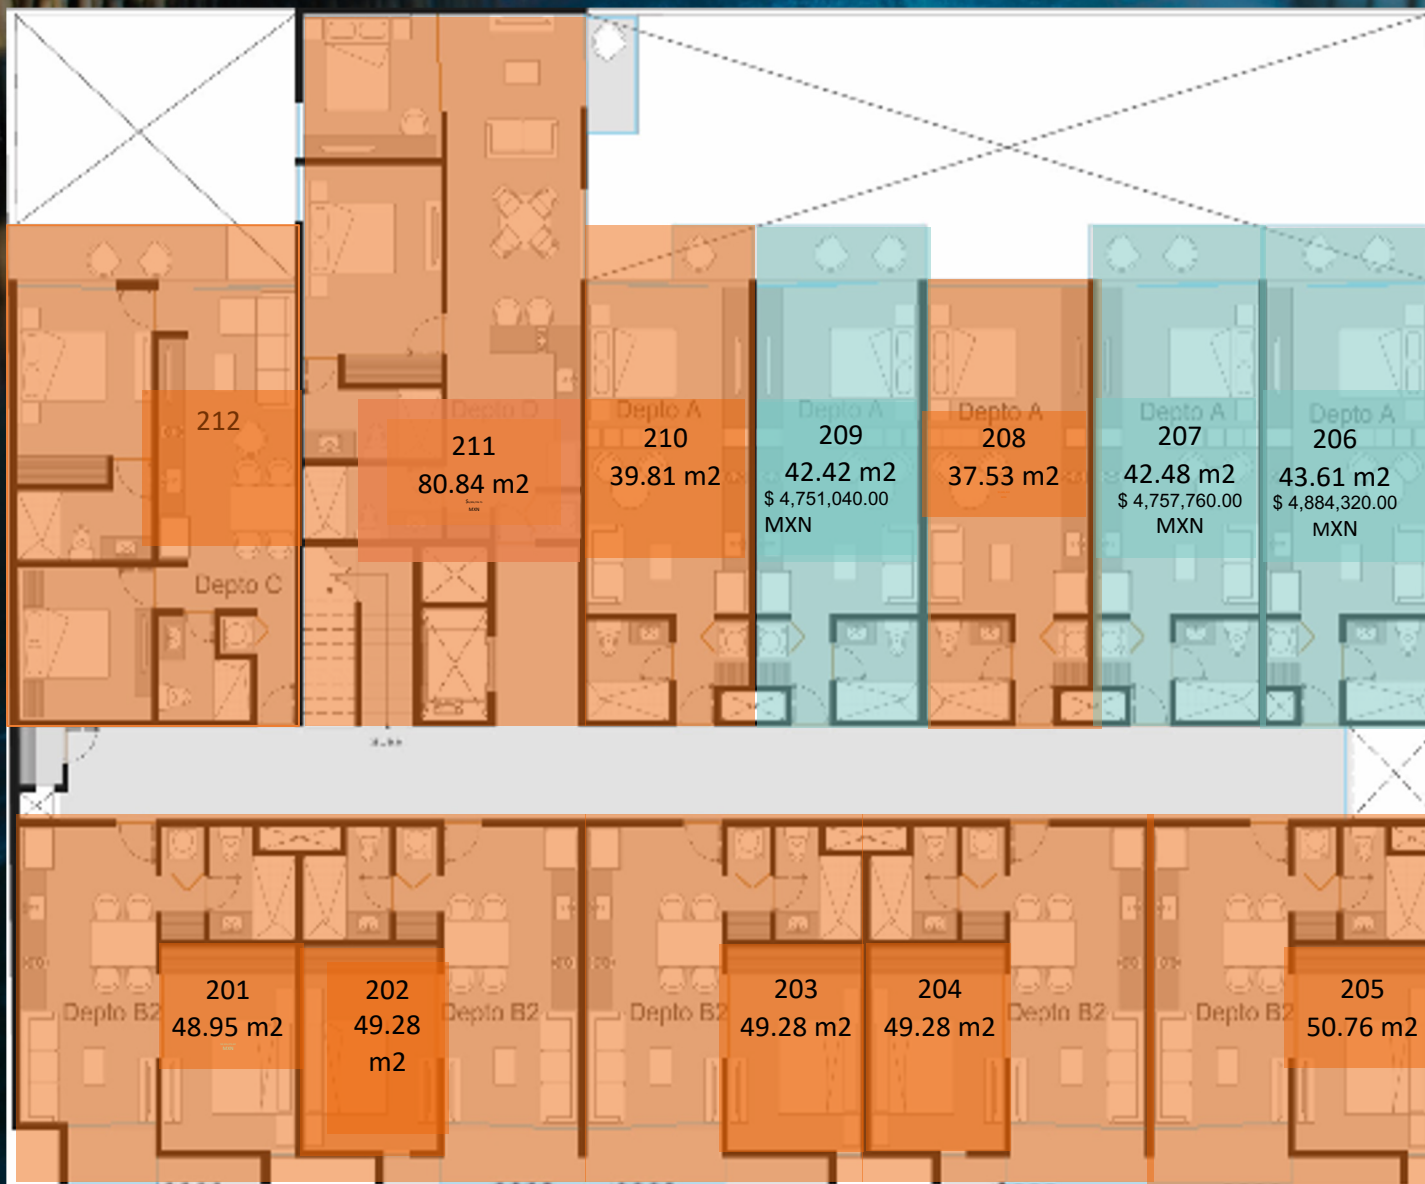 212
Depto C
Depto D
211
80.84 m2
MXN
Depto A
210
39.81 m2
Depto A
209
42.42 m2
$ 4,751,040.00
MXN
Depto A
208
37.53 m2
Depto A
207
42.48 m2
$ 4,757,760.00
MXN
Depto A
206
43.61 m2
$ 4,884,320.00
MXN
Depto B2
201
48.95 m2
202
49.28
m2
Depto B2
Depto B2
203
49.28 m2
204
49.28 m2
Depto B2
Depto B2
205
50.76 m2